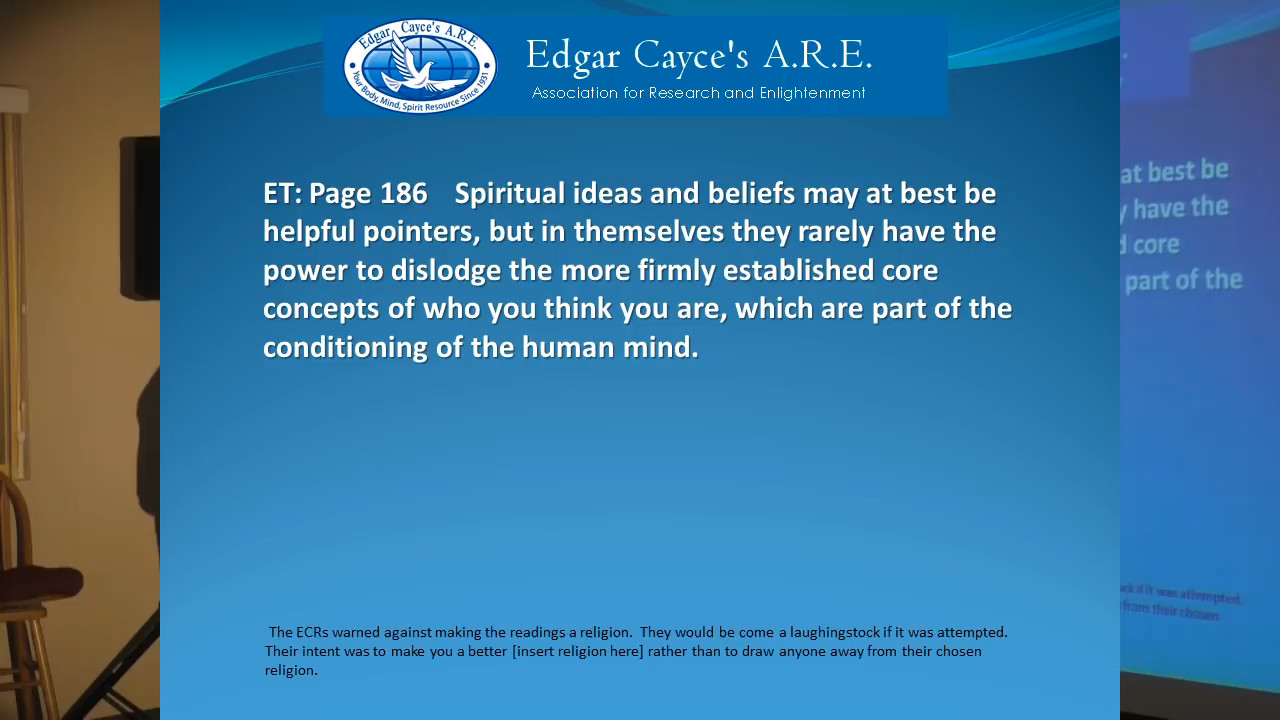 Edgar Cayce's A.R.E.
Your Body, Mind, Spirit Resource Since 1931
Edgar Cayce's A.R.E.
Association for Research and Enlightenment
ET: Page 186 Spiritual ideas and beliefs may at best be
helpful pointers, but in themselves they rarely have the
power to dislodge the more firmly established core
concepts of who you think you are, which are part of the
conditioning of the human mind.
The ECRs warned against making the readings a religion. They would be come a laughingstock if it was attempted.
Their intent was to make you a better [insert religion here] rather than to draw anyone away from their chosen
religion.
at best be
have the
core
part of the
if it was attempted.
from their chosen